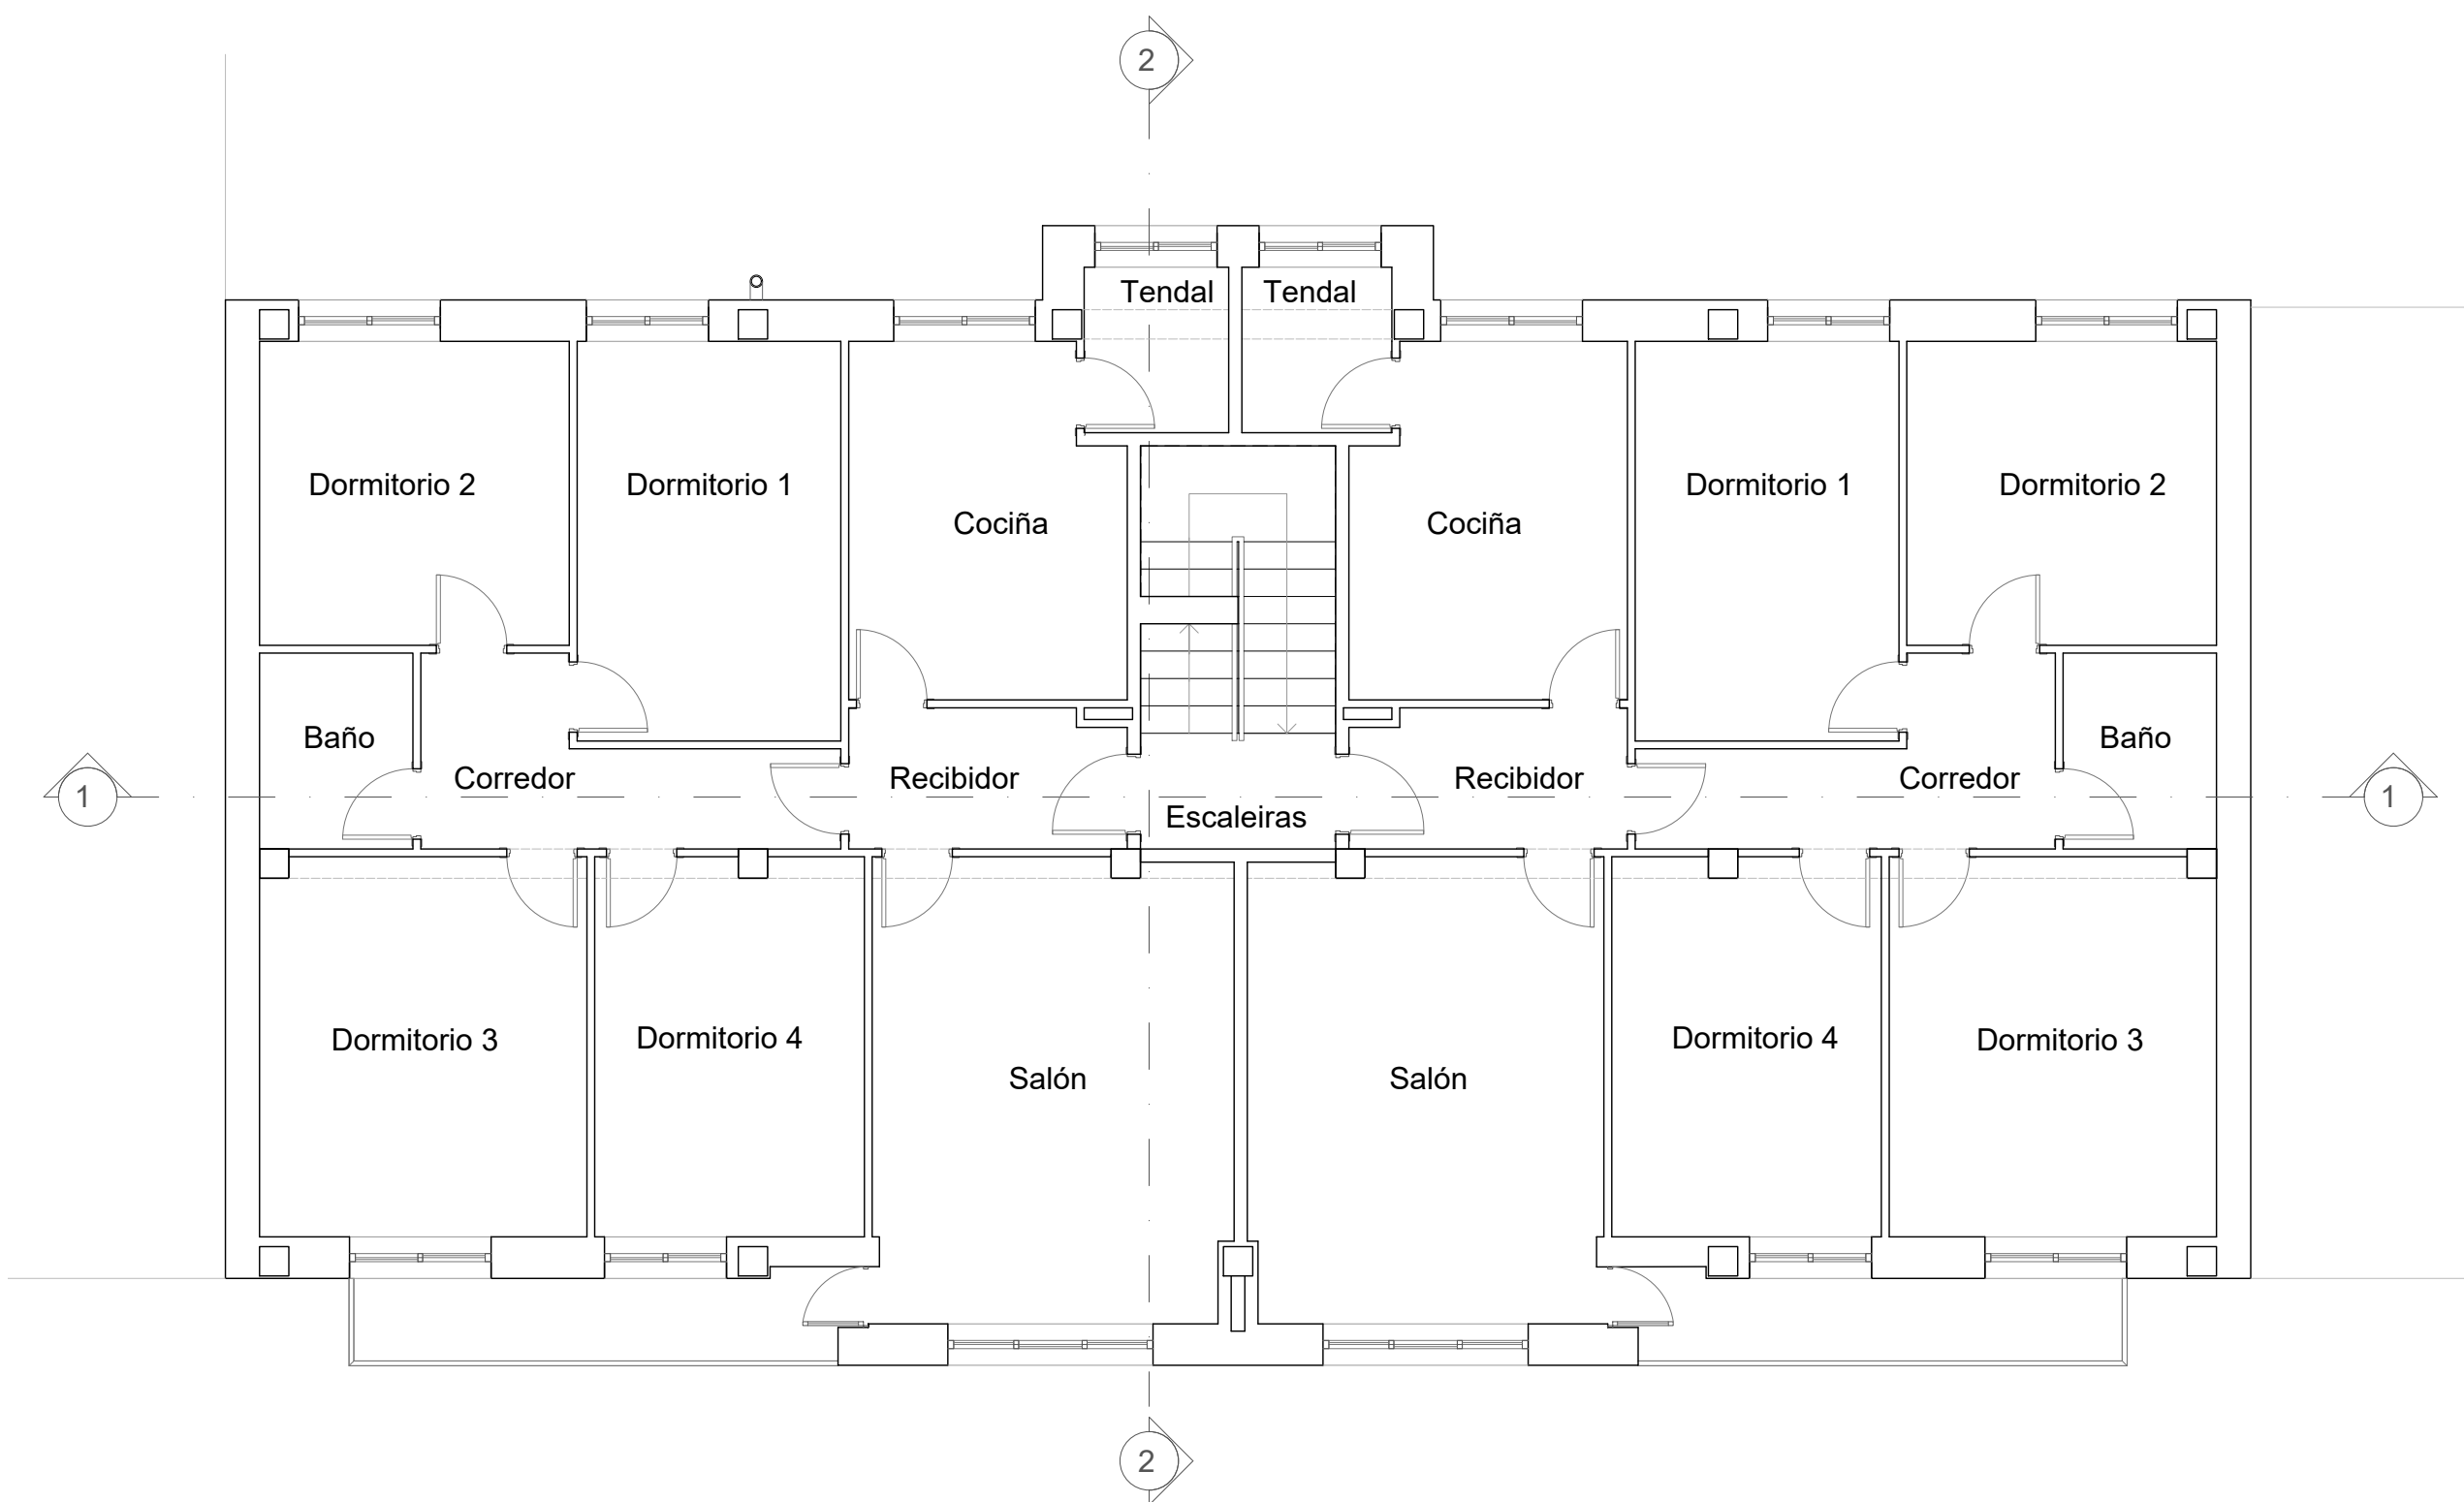 2
Tendal Tendal
Dormitorio 2 Dormitorio 1 Dormitorio 1 Dormitorio 2
Cociña Cociña
Baño Baño
Corredor Recibidor Recibidor Corredor
1 1
Escaleiras
Dormitorio 3 Dormitorio 4 Dormitorio 4 Dormitorio 3
Salón Salón
2